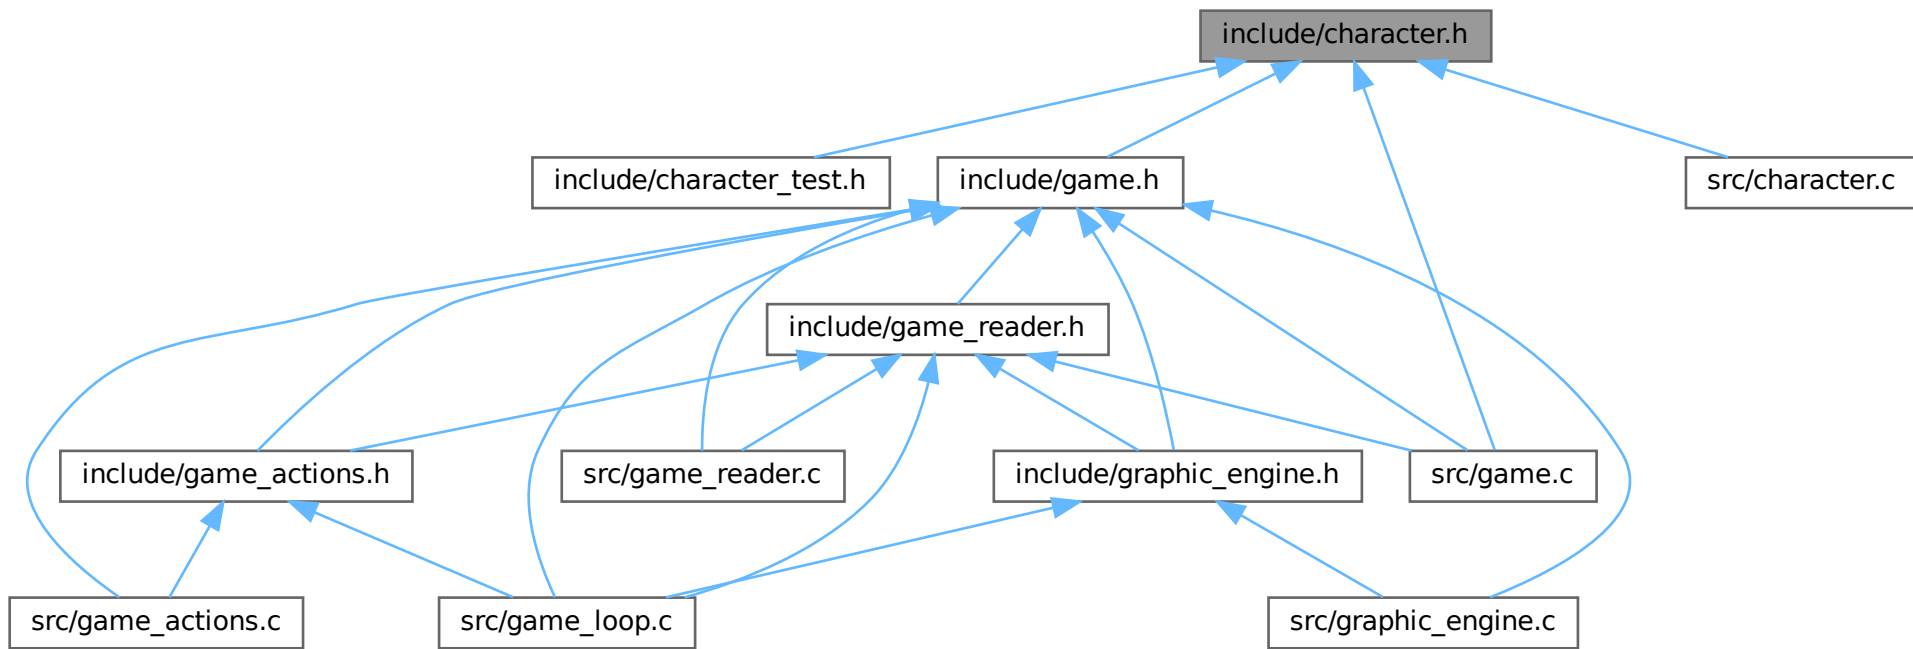 include/character.h
include/character_test.h
include/game.h
src/character.c
include/game_reader.h
include/game_actions.h
src/game_reader.c
include/graphic_engine.h
src/game.c
src/game_actions.c
src/game_loop.c
src/graphic_engine.c